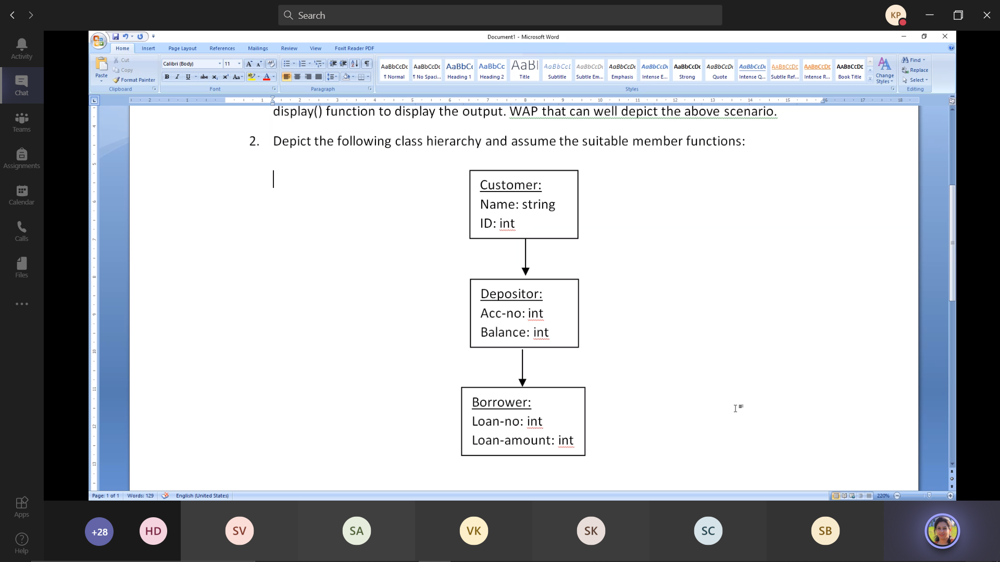 Search
KP
Activity
Chat
Teams
Assignments
Calendar
Calls
Files
Apps
Help
Document1 - Microsoft Word
Home Insert Page Layout References Mailings Review View Foxit Reader PDF
Paste
Cut
Copy
Format Painter
Clipboard
Calibri (Body) 11
Font
Paragraph
AaBbCcDc AaBbCcDc AaBbCc AaBbCc AaBl AaBbCcL AaBbCcDc AaBbCcDc AaBbCcDc AaBbCcDc AaBbCcDc AaBbCcDc AABBCCDE AABBCCDE AABBCCDE
¶ Normal ¶ No Spaci... Heading 1 Heading 2 Title Subtitle Subtle Em... Emphasis Intense E... Strong Quote Intense Q... Subtle Ref... Intense R... Book Title
Change Styles
Styles
Find
Replace
Select
Editing
display() function to display the output. WAP that can well depict the above scenario.
2. Depict the following class hierarchy and assume the suitable member functions:
Customer:
Name: string
ID: int
Depositor:
Acc-no: int
Balance: int
Borrower:
Loan-no: int
Loan-amount: int
Page: 1 of 1 Words: 129 English (United States) 220%
+28 HD SV SA VK SK SC SB